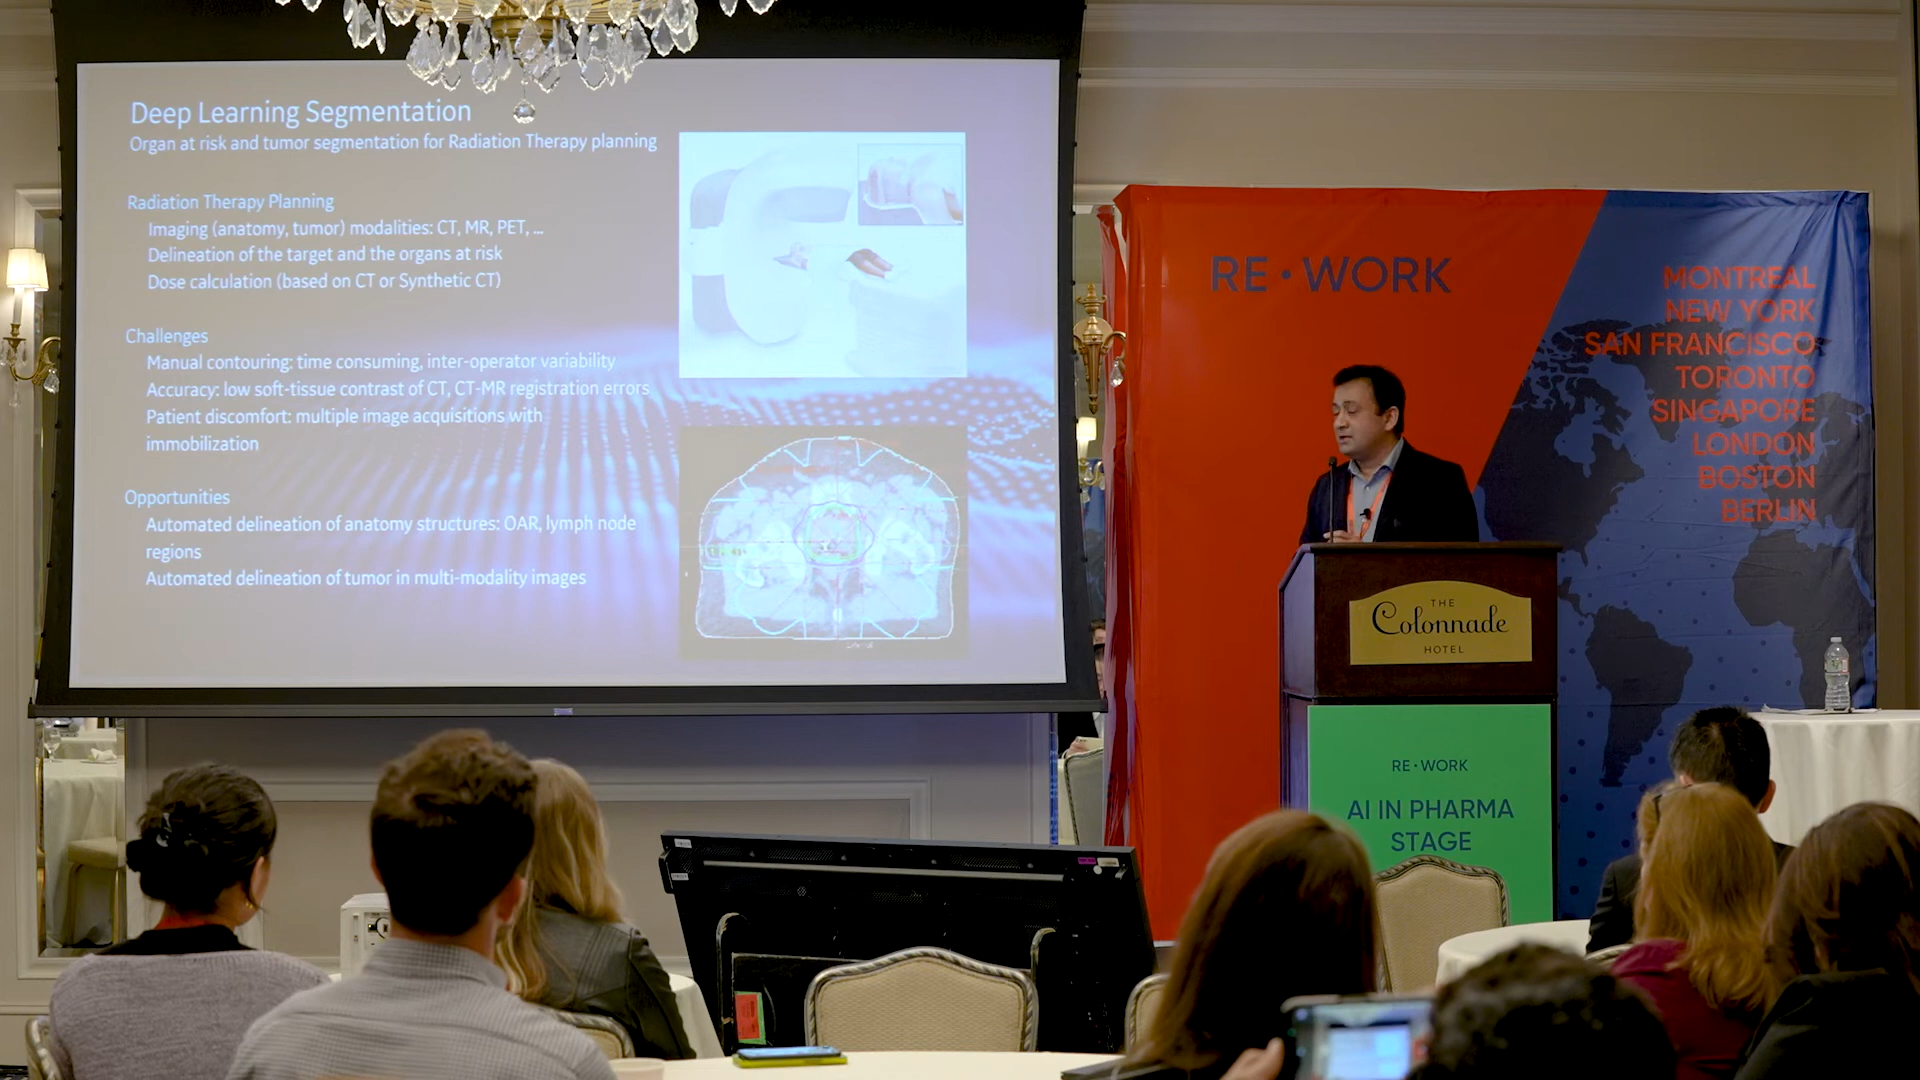 Deep Learning Segmentation
Organ at risk and tumor segmentation for Radiation Therapy planning
Radiation Therapy Planning
Imaging (anatomy, tumor) modalities: CT, MR, PET, ...
Delineation of the target and the organs at risk
Dose calculation (based on CT or Synthetic CT)
Challenges
Manual contouring: time consuming, inter-operator variability
Accuracy: low soft-tissue contrast of CT, CT-MR registration errors
Patient discomfort: multiple image acquisitions with
immobilization
Opportunities
Automated delineation of anatomy structures: OAR, lymph node
regions
Automated delineation of tumor in multi-modality images
RE•WORK
MONTREAL
NEW YORK
SAN FRANCISCO
TORONTO
SINGAPORE
LONDON
BOSTON
BERLIN
THE
Colonnade
HOTEL
RE•WORK
AI IN PHARMA
STAGE